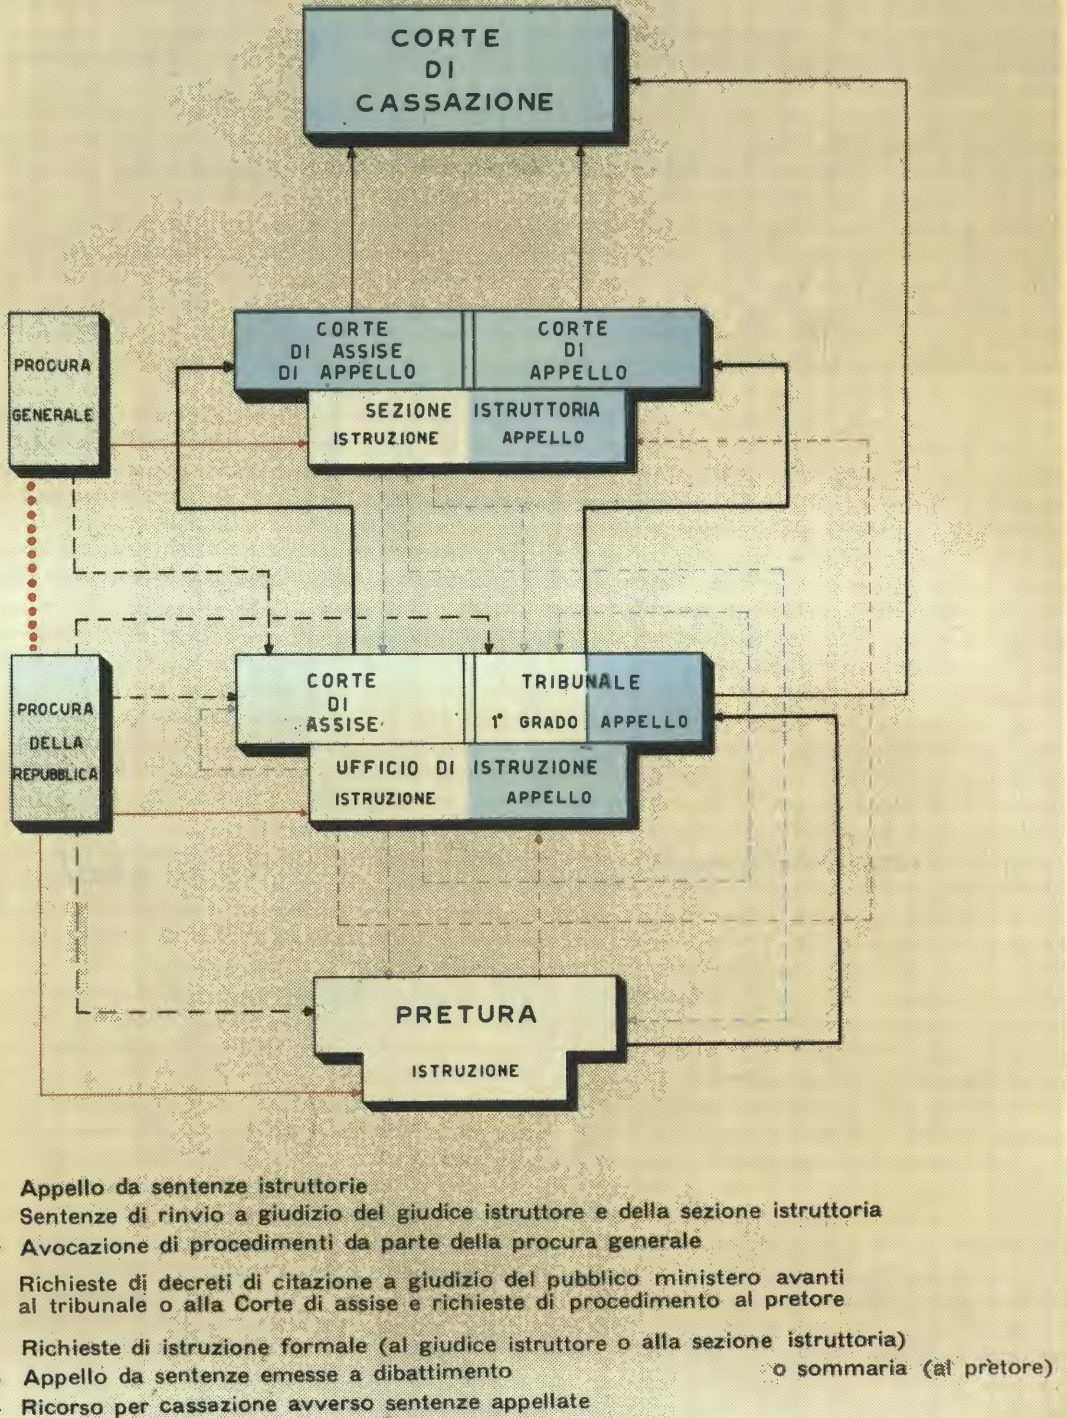 CORTE
DI
CASSAZIONE
PROCURA
GENERALE
CORTE
DI ASSISE
DI APPELLO
CORTE
DI
APPELLO
SEZIONE ISTRUTTORIA
ISTRUZIONE APPELLO
PROCURA
DELLA
REPUBBLICA
CORTE
DI
ASSISE
TRIBUNALE
1° GRADO APPELLO
UFFICIO DI ISTRUZIONE
ISTRUZIONE APPELLO
PRETURA
ISTRUZIONE
Appello da sentenze istruttorie
Sentenze di rinvio a giudizio del giudice istruttore e della sezione istruttoria
Avocazione di procedimenti da parte della procura generale
Richieste di decreti di citazione a giudizio del pubblico ministero avanti
al tribunale o alla Corte di assise e richieste di procedimento al pretore
Richieste di istruzione formale (al giudice istruttore o alla sezione istruttoria)
o sommaria (al pretore)
Appello da sentenze emesse a dibattimento
Ricorso per cassazione avverso sentenze appellate